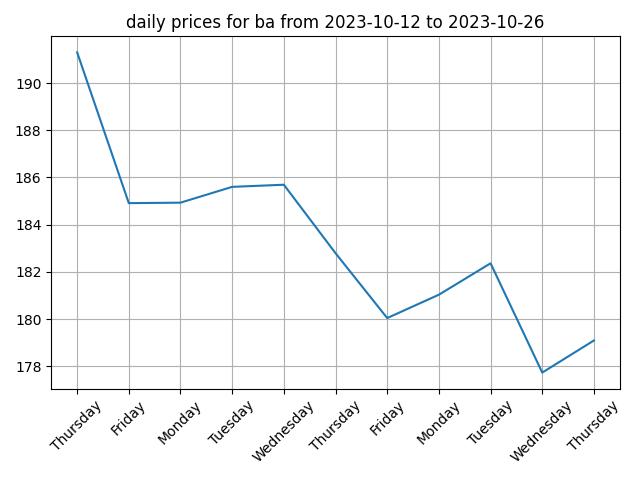 daily prices for ba from 2023-10-12 to 2023-10-26
190
188
186
184
182
180
178
Thursday
Friday
Monday
Tuesday
Wednesday
Thursday
Friday
Monday
Tuesday
Wednesday
Thursday